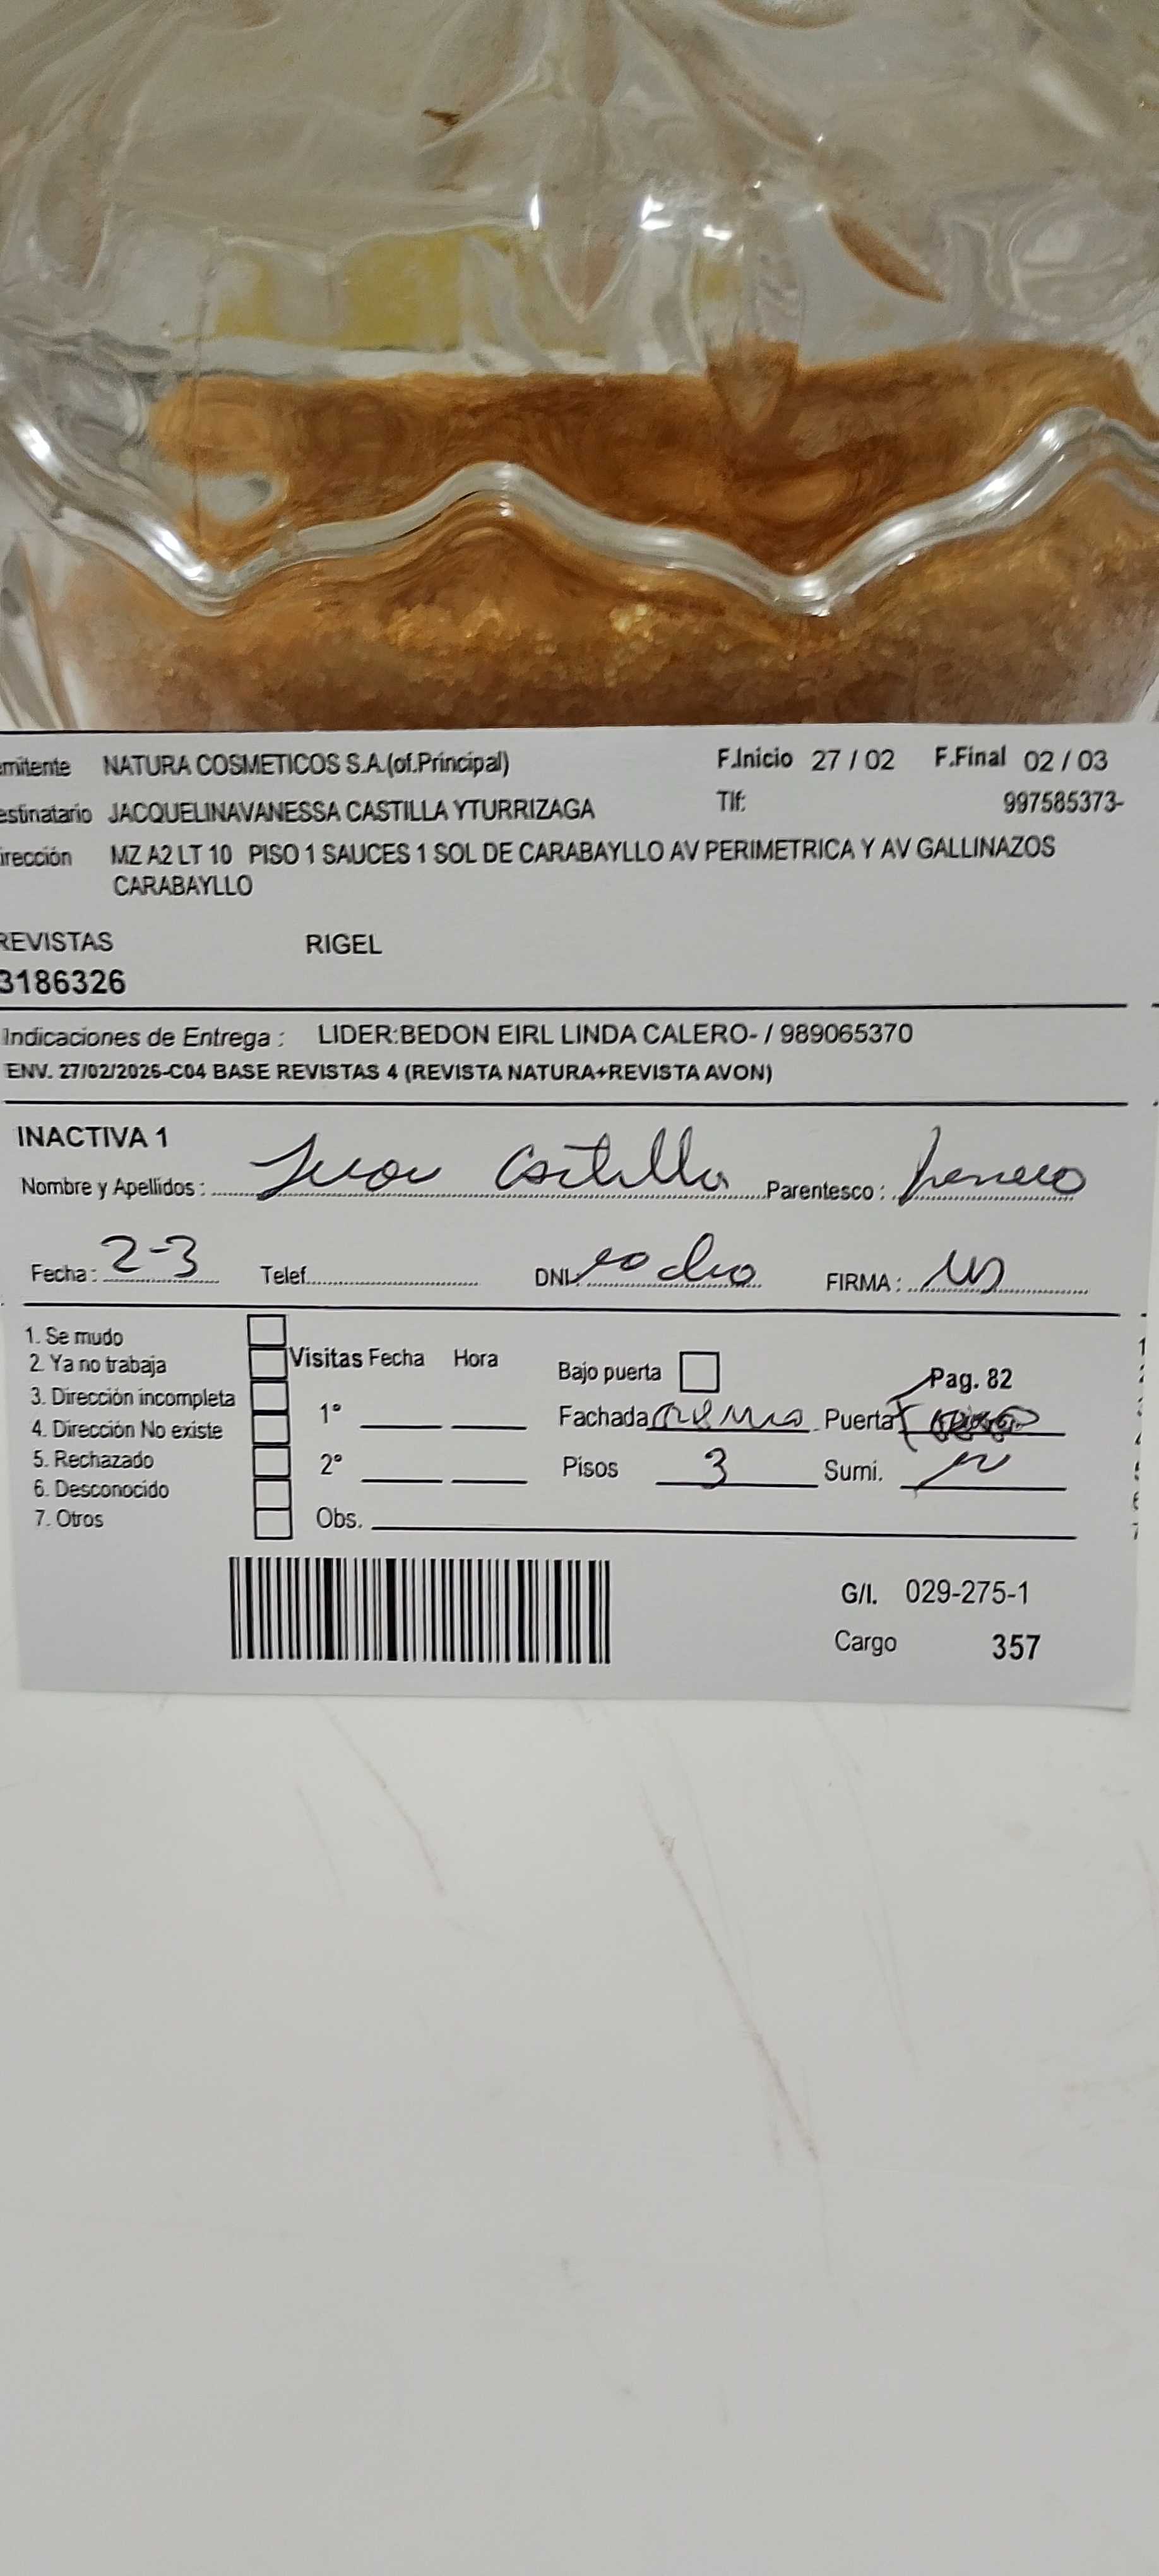 mitente NATURA COSMETICOS S.A.(of.Principal) F.Inicio 27 / 02 F.Final 02 / 03
estinatario JACQUELINAVANESSA CASTILLA YTURRIZAGA Tlf: 997585373-
irección MZ A2 LT 10 PISO 1 SAUCES 1 SOL DE CARABAYLLO AV PERIMETRICA Y AV GALLINAZOS
CARABAYLLO
REVISTAS RIGEL
3186326
Indicaciones de Entrega : LIDER:BEDON EIRL LINDA CALERO- / 989065370
ENV. 27/02/2026-C04 BASE REVISTAS 4 (REVISTA NATURA+REVISTA AVON)
INACTIVA 1
Nombre y Apellidos : Juan Castilla Parentesco :
Fecha : 2-3 Telef. DNI. FIRMA :
1. Se mudo
2. Ya no trabaja Visitas Fecha Hora Bajo puerta Pag. 82
3. Dirección incompleta 1° Fachada Puerta
4. Dirección No existe
5. Rechazado 2° Pisos 3 Sumi.
6. Desconocido
7. Otros Obs.
G/I. 029-275-1
Cargo 357